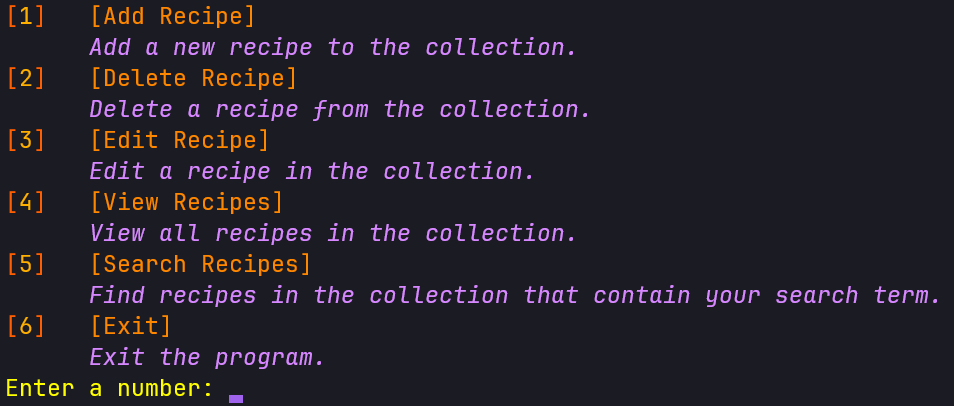 [1] [Add Recipe]
Add a new recipe to the collection.
[2] [Delete Recipe]
Delete a recipe from the collection.
[3] [Edit Recipe]
Edit a recipe in the collection.
[4] [View Recipes]
View all recipes in the collection.
[5] [Search Recipes]
Find recipes in the collection that contain your search term.
[6] [Exit]
Exit the program.
Enter a number: